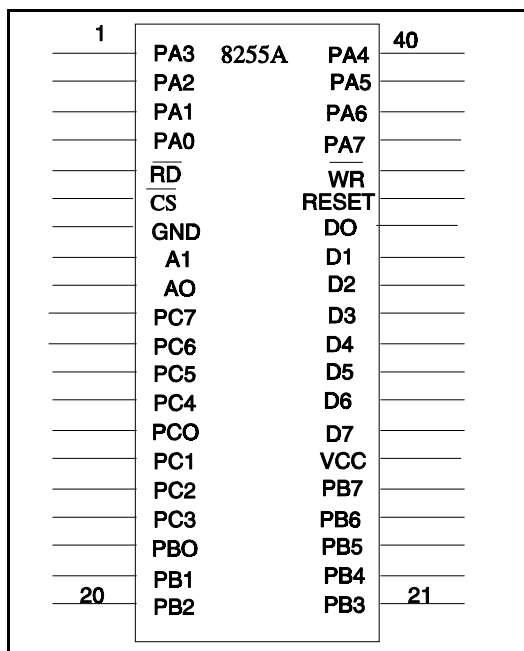 1 40
PA3 8255A PA4
PA2 PA5
PA1 PA6
PA0 PA7
RD WR
CS RESET
GND DO
A1 D1
AO D2
PC7 D3
PC6 D4
PC5 D5
PC4 D6
PCO D7
PC1 VCC
PC2 PB7
PC3 PB6
PBO PB5
PB1 PB4
20 PB2 PB3 21